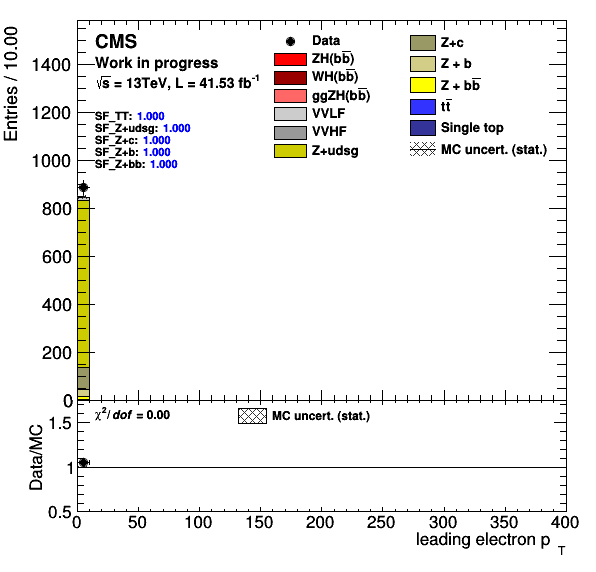 CMS
Work in progress
√s = 13TeV, L = 41.53 fb⁻¹
SF_TT: 1.000
SF_Z+udsg: 1.000
SF_Z+c: 1.000
SF_Z+b: 1.000
SF_Z+bb: 1.000
Data
ZH(bb̅)
WH(bb̅)
ggZH(bb̅)
VVLF
VVHF
Z+udsg
Z+c
Z + b
Z + bb̅
tt̅
Single top
MC uncert. (stat.)
Entries / 10.00
1400
1200
1000
800
600
400
200
0
χ²/dof = 0.00
MC uncert. (stat.)
Data/MC
1.5
1
0.5
0 50 100 150 200 250 300 350 400
leading electron p_T